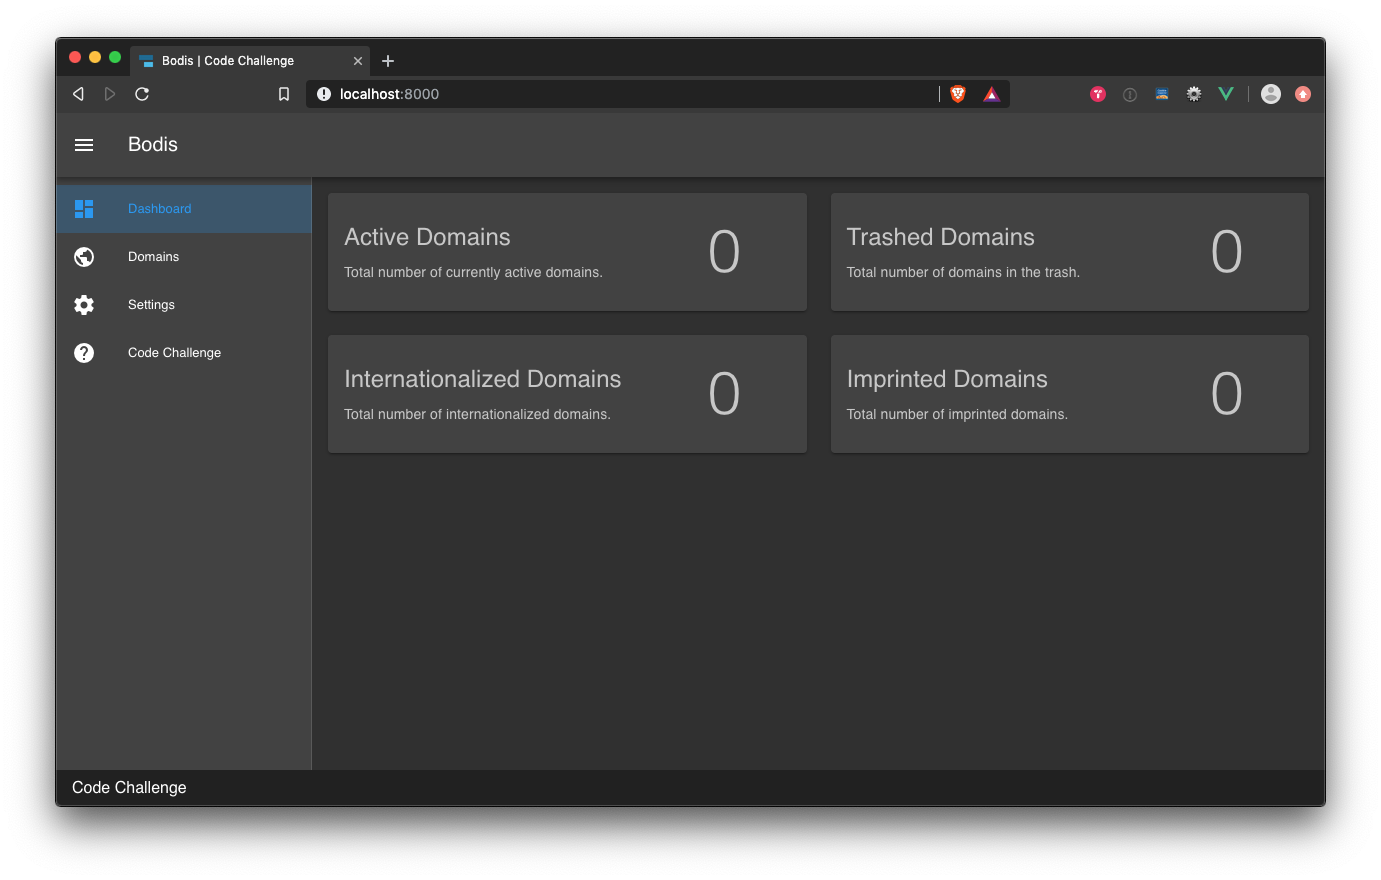 Bodis | Code Challenge
localhost:8000
Bodis
Dashboard
Domains
Settings
Code Challenge
Active Domains
Total number of currently active domains.
0
Trashed Domains
Total number of domains in the trash.
0
Internationalized Domains
Total number of internationalized domains.
0
Imprinted Domains
Total number of imprinted domains.
0
Code Challenge